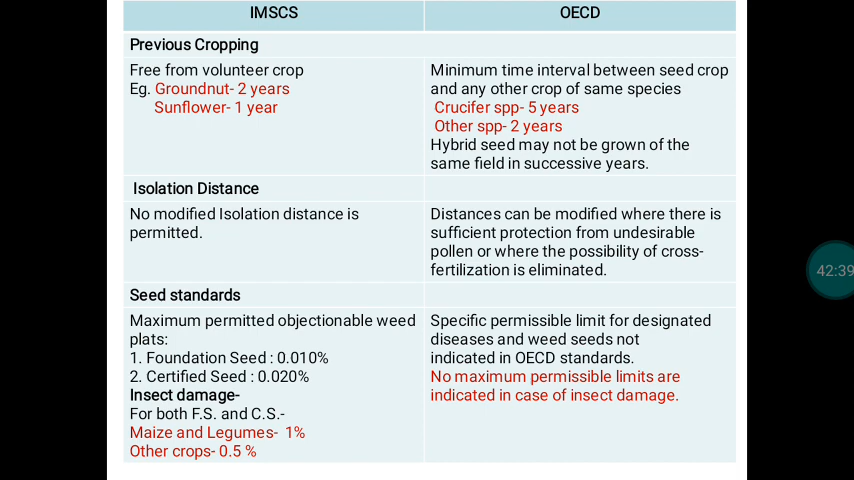 IMSCS
OECD
Previous Cropping
Free from volunteer crop
Eg. Groundnut- 2 years
Sunflower- 1 year
Minimum time interval between seed crop
and any other crop of same species
Crucifer spp- 5 years
Other spp- 2 years
Hybrid seed may not be grown of the
same field in successive years.
Isolation Distance
No modified Isolation distance is
permitted.
Distances can be modified where there is
sufficient protection from undesirable
pollen or where the possibility of cross-
fertilization is eliminated.
Seed standards
Maximum permitted objectionable weed
plats:
1. Foundation Seed : 0.010%
2. Certified Seed : 0.020%
Insect damage-
For both F.S. and C.S.-
Maize and Legumes- 1%
Other crops- 0.5 %
Specific permissible limit for designated
diseases and weed seeds not
indicated in OECD standards.
No maximum permissible limits are
indicated in case of insect damage.
42:39